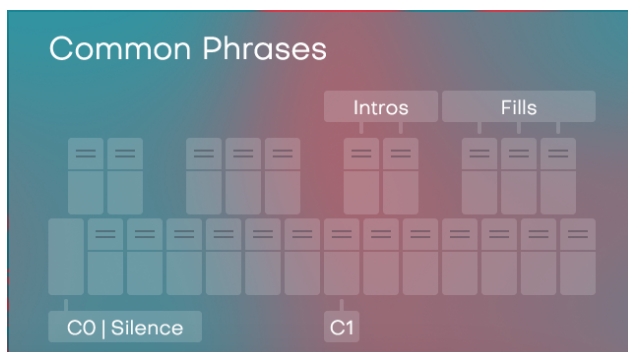 Common Phrases
Intros
Fills
C0 | Silence
C1